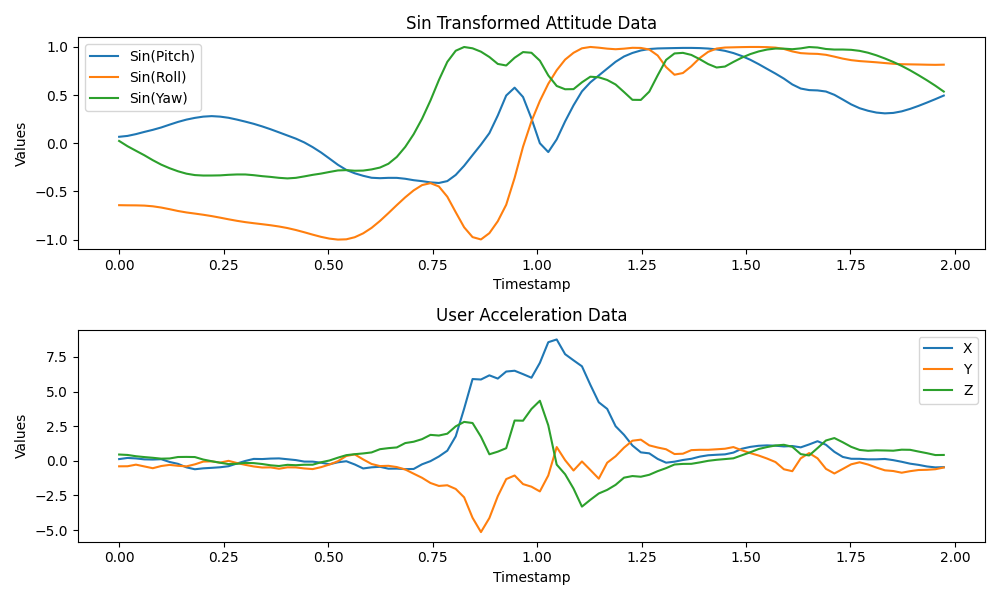 Sin Transformed Attitude Data
Values
1.0
0.5
0.0
−0.5
−1.0
Sin(Pitch)
Sin(Roll)
Sin(Yaw)
0.00 0.25 0.50 0.75 1.00 1.25 1.50 1.75 2.00
Timestamp
User Acceleration Data
Values
7.5
5.0
2.5
0.0
−2.5
−5.0
X
Y
Z
0.00 0.25 0.50 0.75 1.00 1.25 1.50 1.75 2.00
Timestamp